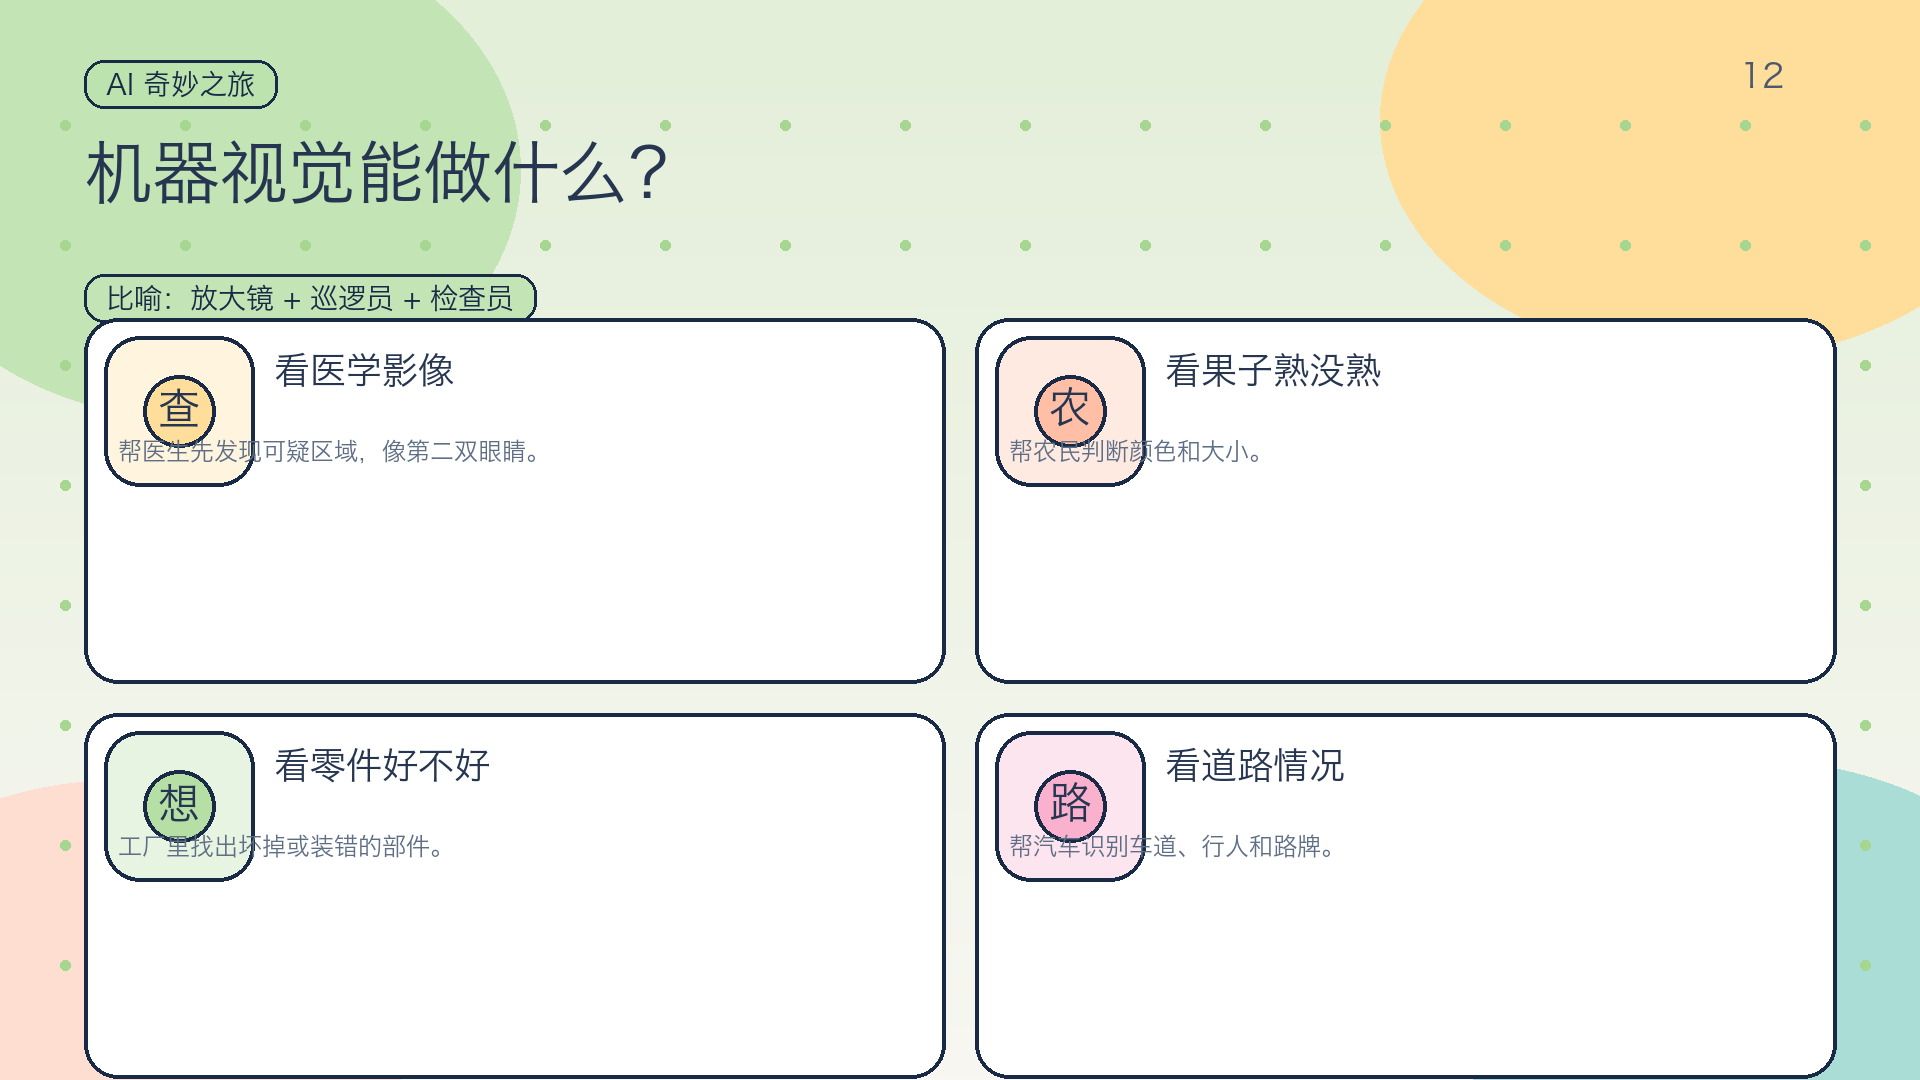 AI 奇妙之旅
12
机器视觉能做什么?
比喻：放大镜 + 巡逻员 + 检查员
查
看医学影像
帮医生先发现可疑区域，像第二双眼睛。
农
看果子熟没熟
帮农民判断颜色和大小。
想
看零件好不好
工厂里找出坏掉或装错的部件。
路
看道路情况
帮汽车识别车道、行人和路牌。